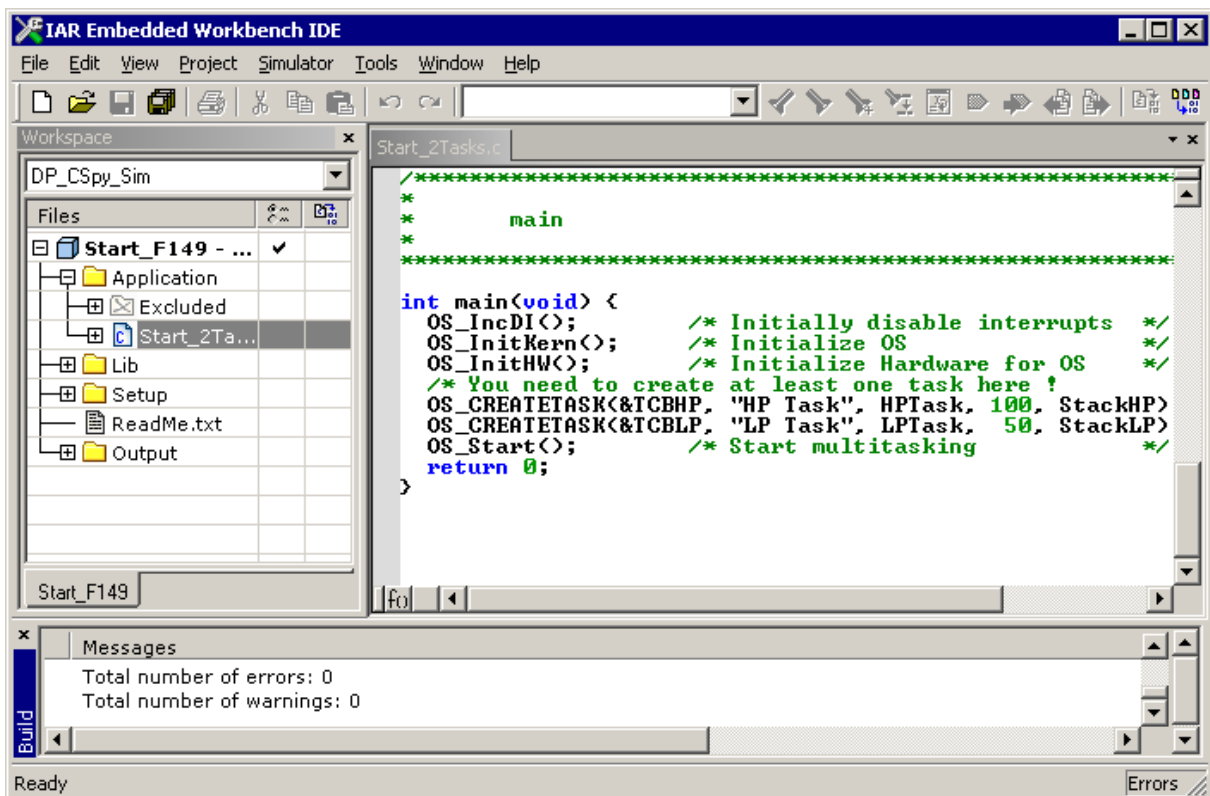 IAR Embedded Workbench IDE
File Edit View Project Simulator Tools Window Help
Workspace
DP_CSpy_Sim
Files
Start_F149 - ...
Application
Excluded
Start_2Ta...
Lib
Setup
ReadMe.txt
Output
Start_F149
Start_2Tasks.c
/*********************************************************************
*
*       main
*
**********************************************************************
int main(void) {
  OS_IncDI();         /* Initially disable interrupts  */
  OS_InitKern();      /* Initialize OS                 */
  OS_InitHW();        /* Initialize Hardware for OS    */
  /* You need to create at least one task here !
  OS_CREATETASK(&TCBHP, "HP Task", HPTask, 100, StackHP)
  OS_CREATETASK(&TCBLP, "LP Task", LPTask,  50, StackLP)
  OS_Start();         /* Start multitasking            */
  return 0;
}
f()
Messages
Total number of errors: 0
Total number of warnings: 0
Build
Ready
Errors